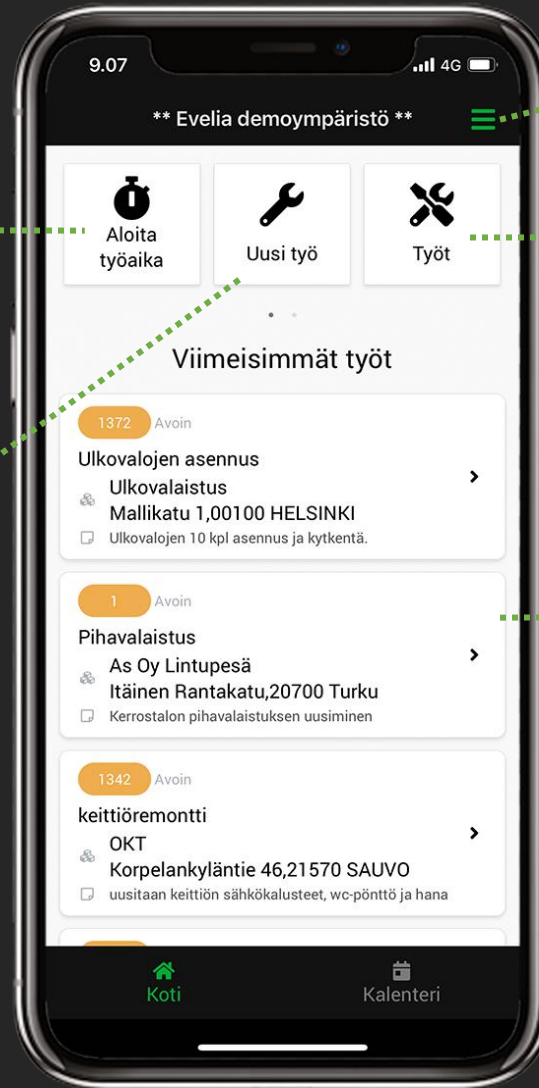 9.07
4G
** Evelia demoympäristö **
Aloita
työaika
Uusi työ
Työt
Viimeisimmät työt
1372 Avoin
Ulkovalojen asennus
Ulkovalaistus
Mallikatu 1,00100 HELSINKI
Ulkovalojen 10 kpl asennus ja kytkentä.
1 Avoin
Pihavalaistus
As Oy Lintupesä
Itäinen Rantakatu,20700 Turku
Kerrostalon pihavalaistuksen uusiminen
1342 Avoin
keittiöremontti
OKT
Korpelankyläntie 46,21570 SAUVO
uusitaan keittiön sähkökalusteet, wc-pönttö ja hana
Koti
Kalenteri